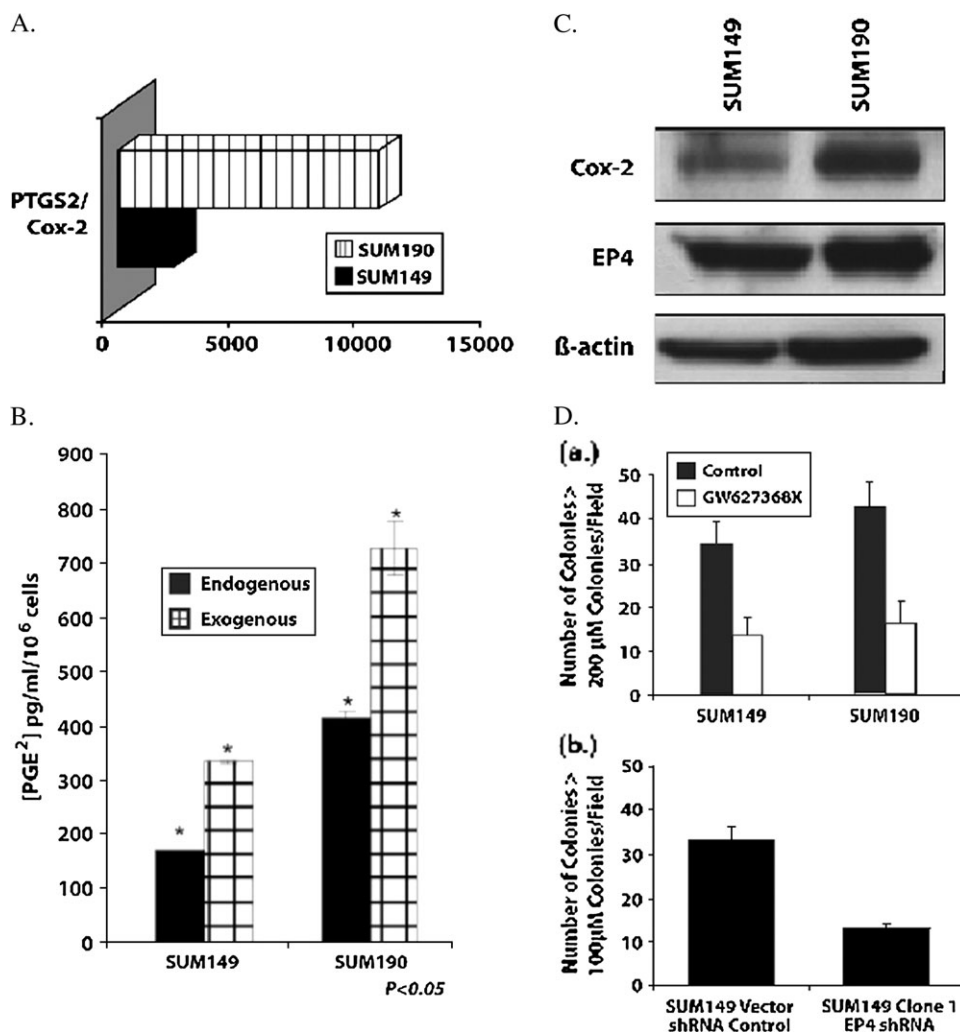 A.
PTGS2/
Cox-2
SUM190
SUM149
0 5000 10000 15000
B.
900
800
700
600
500
400
300
200
100
0
[PGE²] pg/ml/10⁶ cells
Endogenous
Exogenous
*
*
*
*
SUM149 SUM190
P<0.05
C.
SUM149 SUM190
Cox-2
EP4
ß-actin
D.
(a.)
Number of Colonies >
200 µM Colonies/Field
50
40
30
20
10
0
Control
GW627368X
SUM149 SUM190
(b.)
Number of Colonies >
100µM Colonies/Field
50
40
30
20
10
0
SUM149 Vector
shRNA Control
SUM149 Clone 1
EP4 shRNA